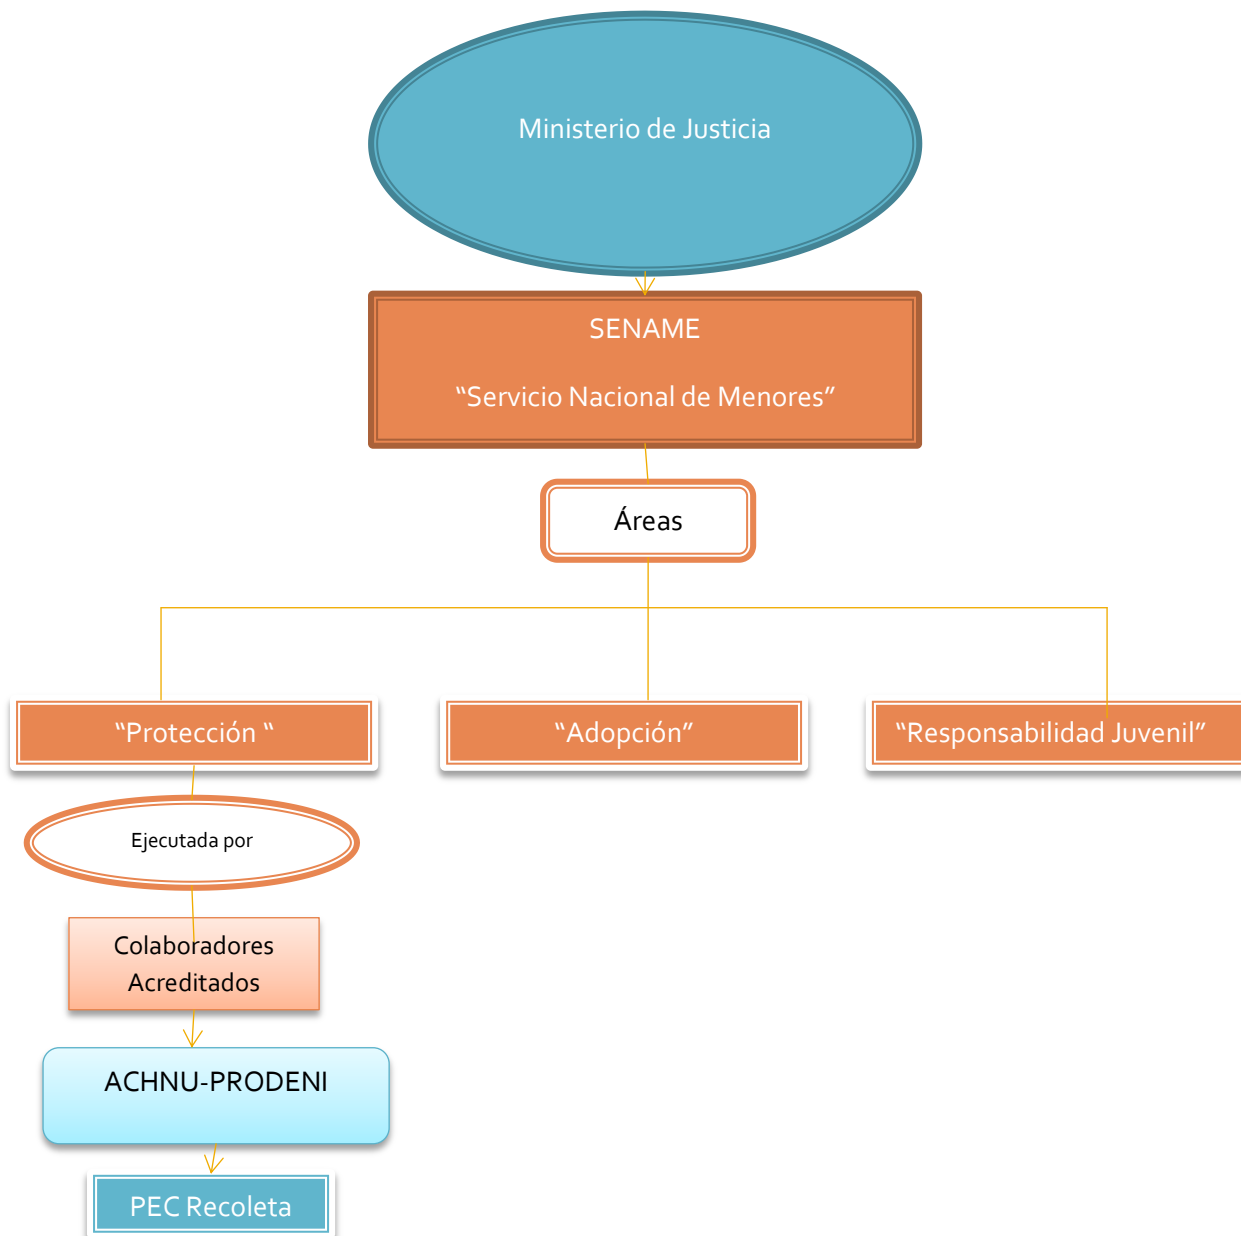 Ministerio de Justicia
SENAME
“Servicio Nacional de Menores”
Áreas
“Protección “
“Adopción”
“Responsabilidad Juvenil”
Ejecutada por
Colaboradores
Acreditados
ACHNU-PRODENI
PEC Recoleta